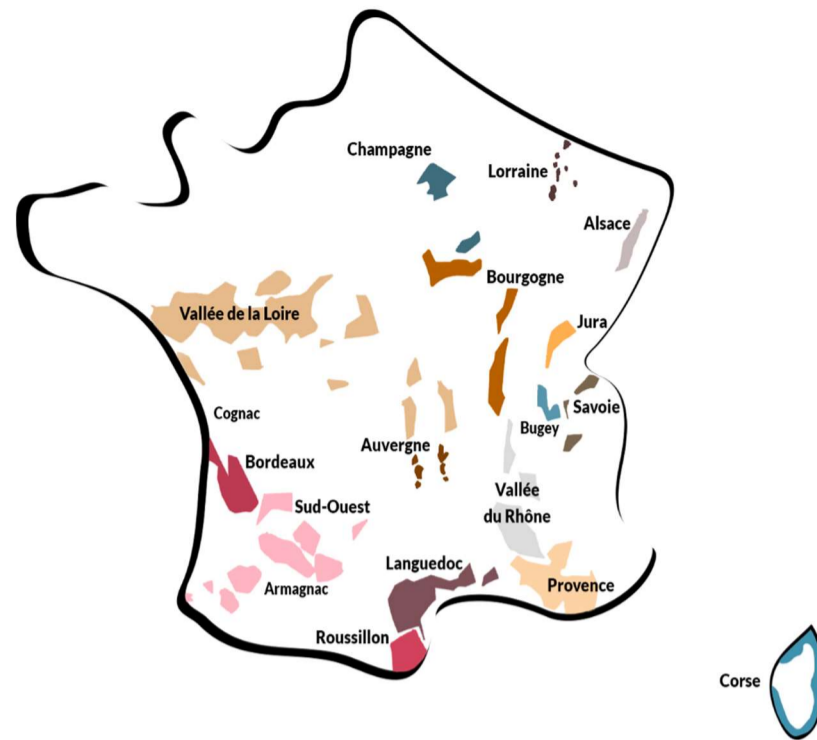 Champagne
Lorraine
Alsace
Bourgogne
Vallée de la Loire
Jura
Cognac
Savoie
Bugey
Auvergne
Bordeaux
Vallée
du Rhône
Sud-Ouest
Languedoc
Armagnac
Provence
Roussillon
Corse